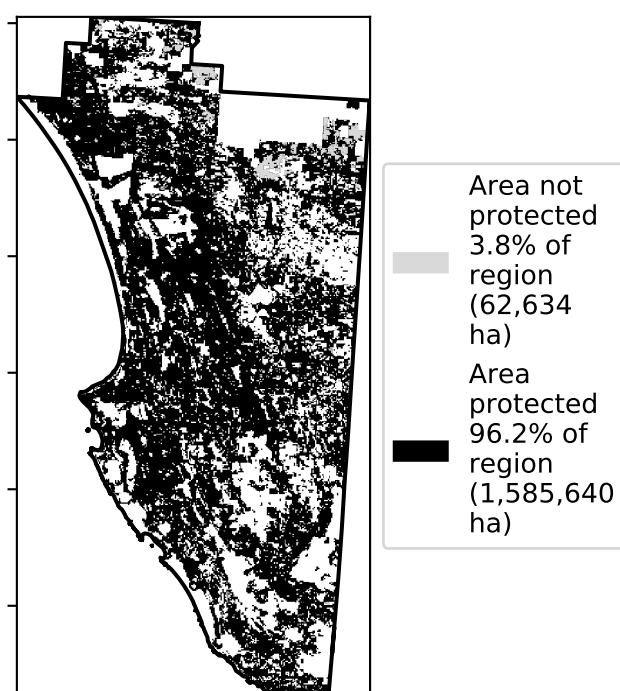 Area not
protected
3.8% of
region
(62,634
ha)
Area
protected
96.2% of
region
(1,585,640
ha)